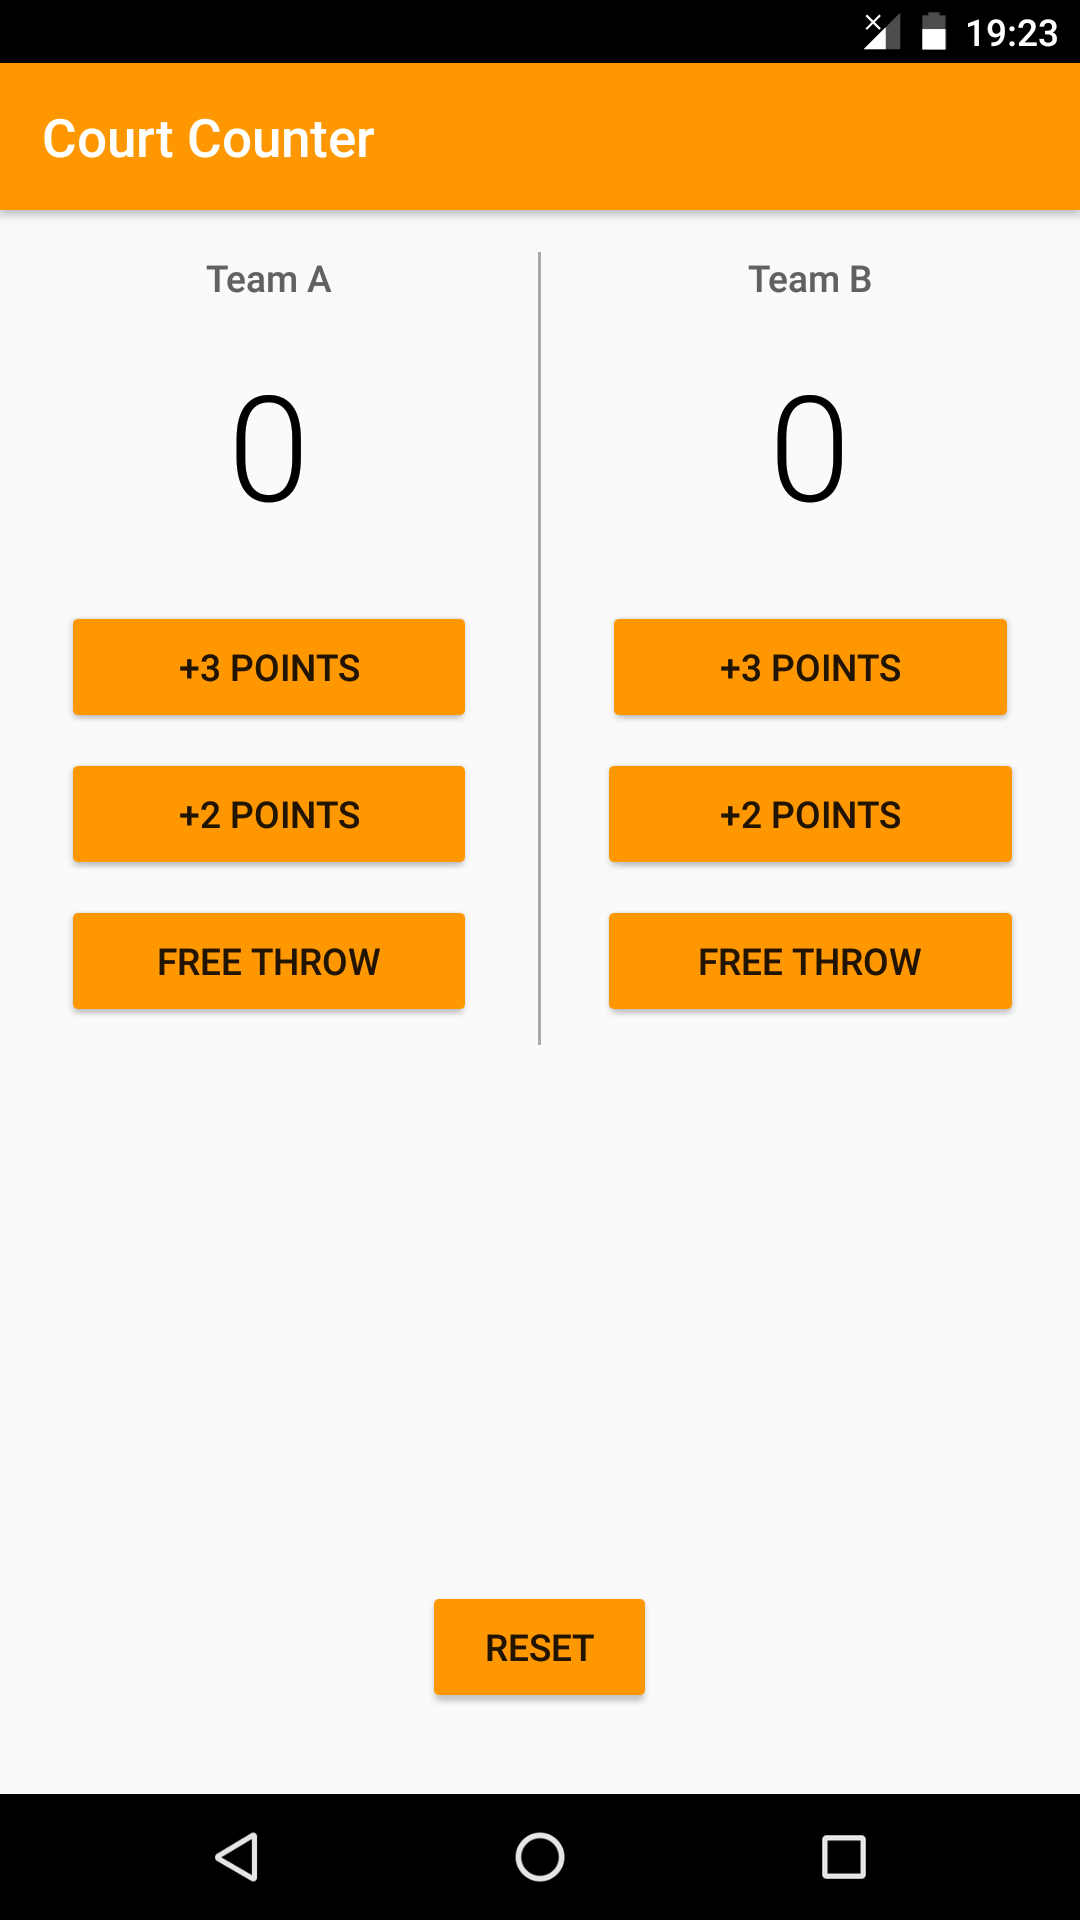 19:23
Court Counter
Team A
Team B
0
0
+3 POINTS
+3 POINTS
+2 POINTS
+2 POINTS
FREE THROW
FREE THROW
RESET